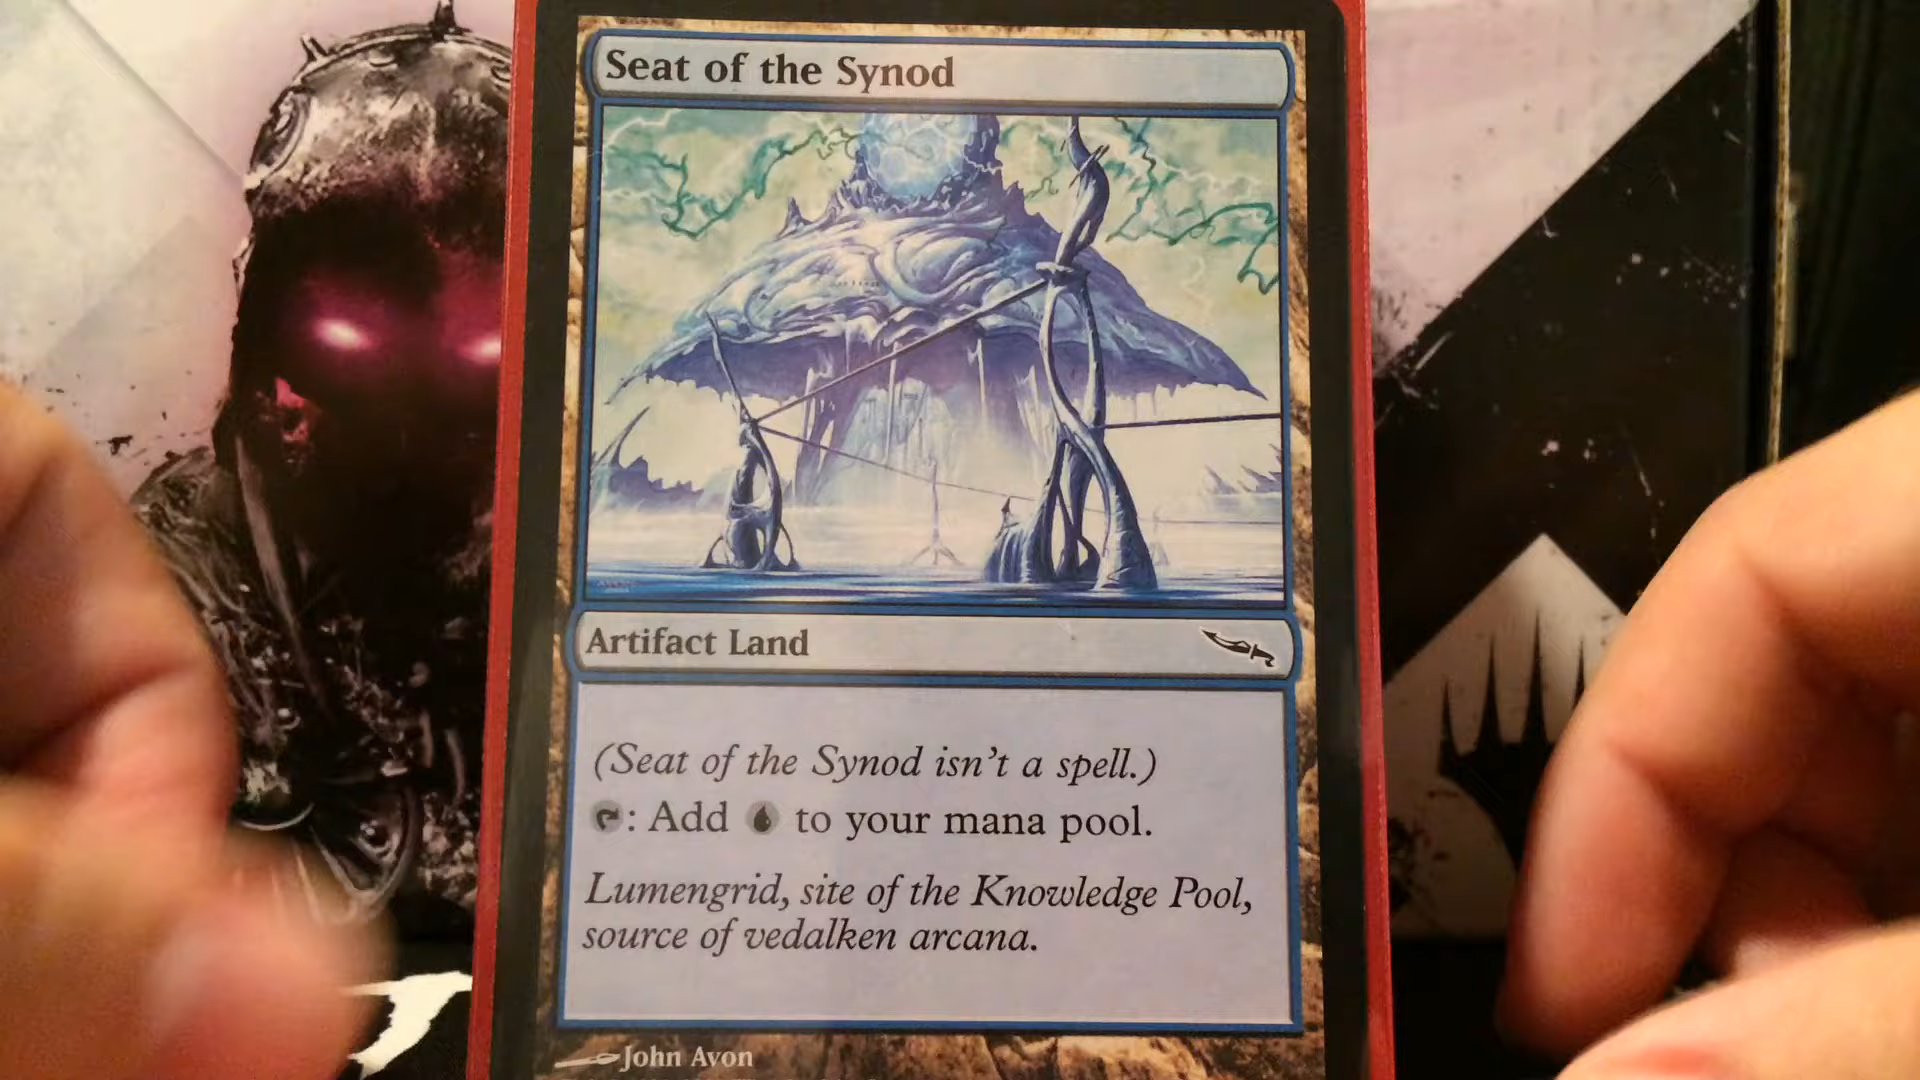 Seat of the Synod
Artifact Land
(Seat of the Synod isn't a spell.)
: Add to your mana pool.
Lumengrid, site of the Knowledge Pool,
source of vedalken arcana.
John Avon